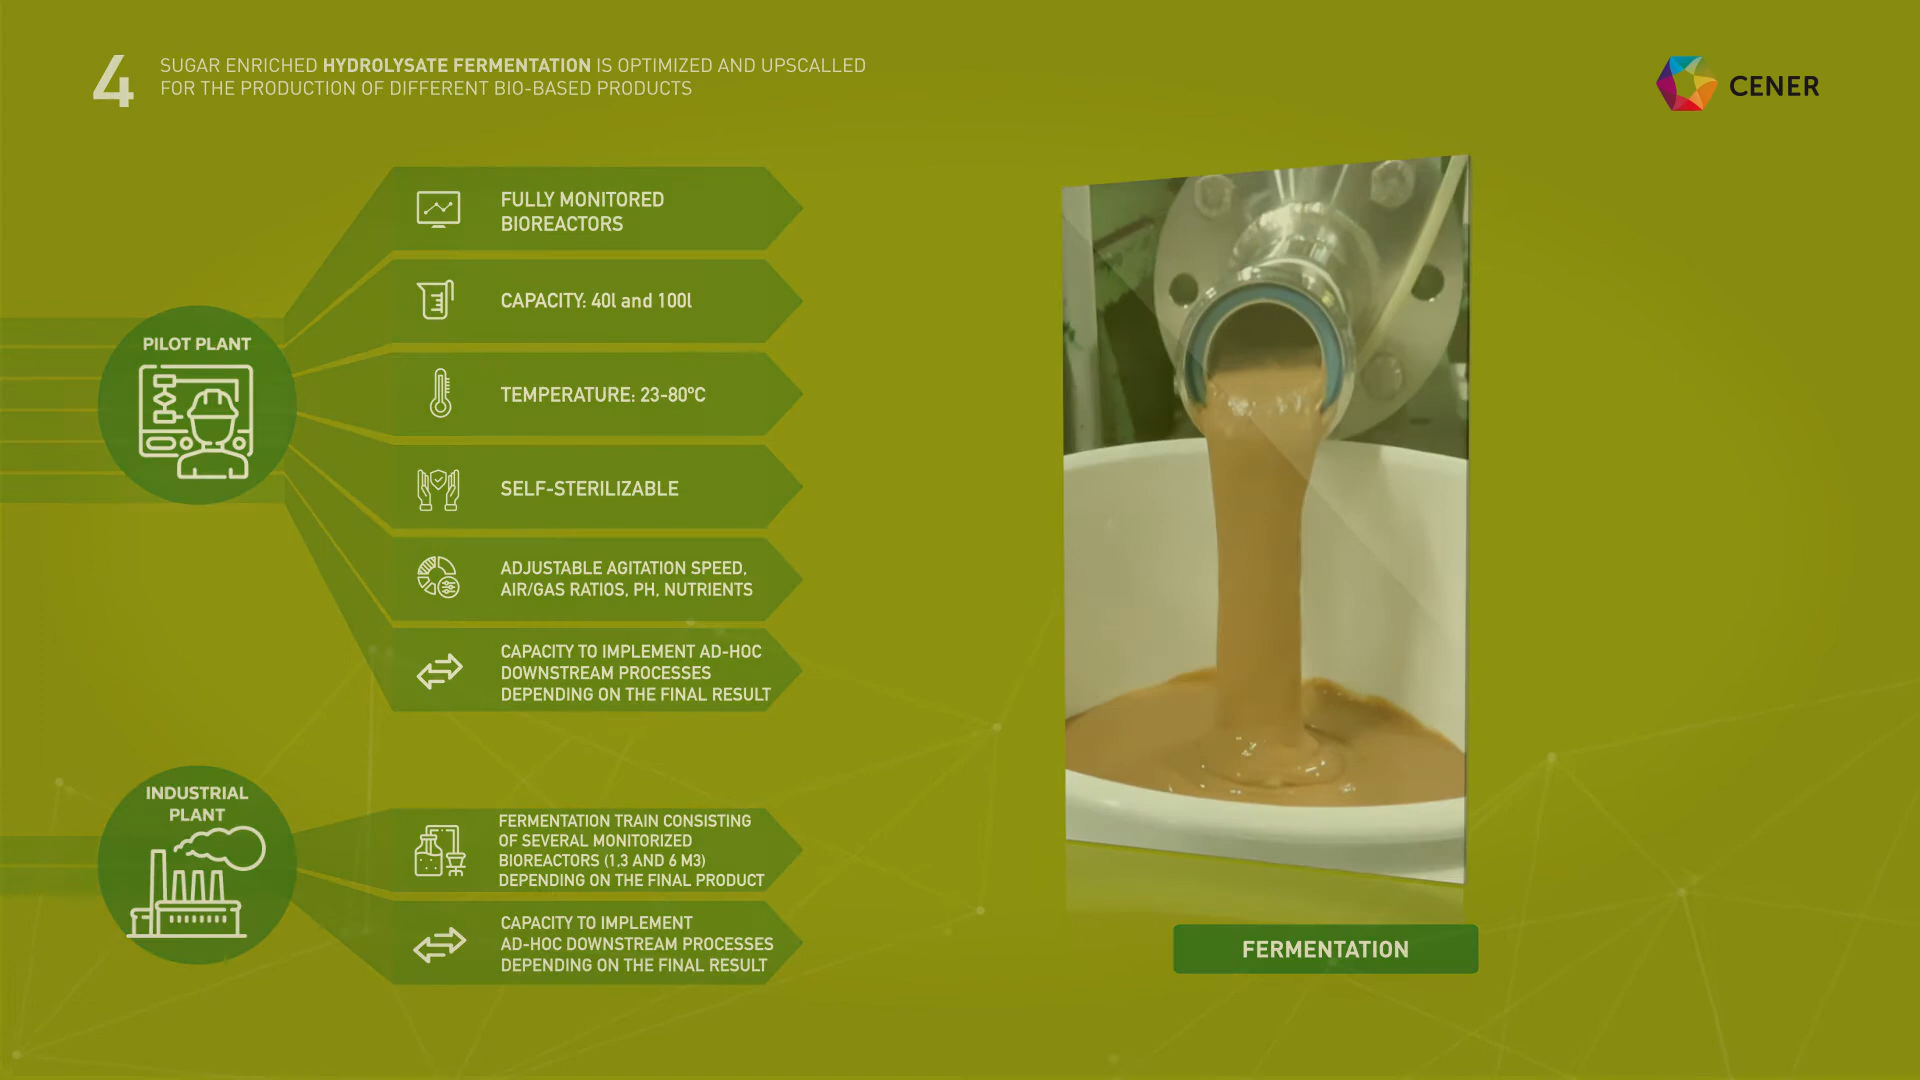 4
SUGAR ENRICHED HYDROLYSATE FERMENTATION IS OPTIMIZED AND UPSCALLED
FOR THE PRODUCTION OF DIFFERENT BIO-BASED PRODUCTS
CENER
PILOT PLANT
FULLY MONITORED
BIOREACTORS
CAPACITY: 40l and 100l
TEMPERATURE: 23-80ºC
SELF-STERILIZABLE
ADJUSTABLE AGITATION SPEED,
AIR/GAS RATIOS, PH, NUTRIENTS
CAPACITY TO IMPLEMENT AD-HOC
DOWNSTREAM PROCESSES
DEPENDING ON THE FINAL RESULT
INDUSTRIAL
PLANT
FERMENTATION TRAIN CONSISTING
OF SEVERAL MONITORIZED
BIOREACTORS (1,3 AND 6 M3)
DEPENDING ON THE FINAL PRODUCT
CAPACITY TO IMPLEMENT
AD-HOC DOWNSTREAM PROCESSES
DEPENDING ON THE FINAL RESULT
FERMENTATION